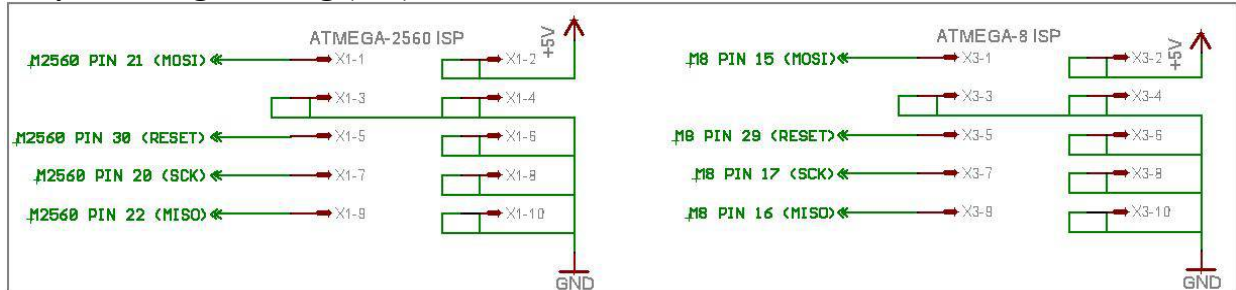 ATMEGA-2560 ISP
+5V
M2560 PIN 21 (MOSI)
X1-1
X1-2
X1-3
X1-4
M2560 PIN 30 (RESET)
X1-5
X1-6
M2560 PIN 20 (SCK)
X1-7
X1-8
M2560 PIN 22 (MISO)
X1-9
X1-10
GND
ATMEGA-8 ISP
+5V
M8 PIN 15 (MOSI)
X3-1
X3-2
X3-3
X3-4
M8 PIN 29 (RESET)
X3-5
X3-6
M8 PIN 17 (SCK)
X3-7
X3-8
M8 PIN 16 (MISO)
X3-9
X3-10
GND